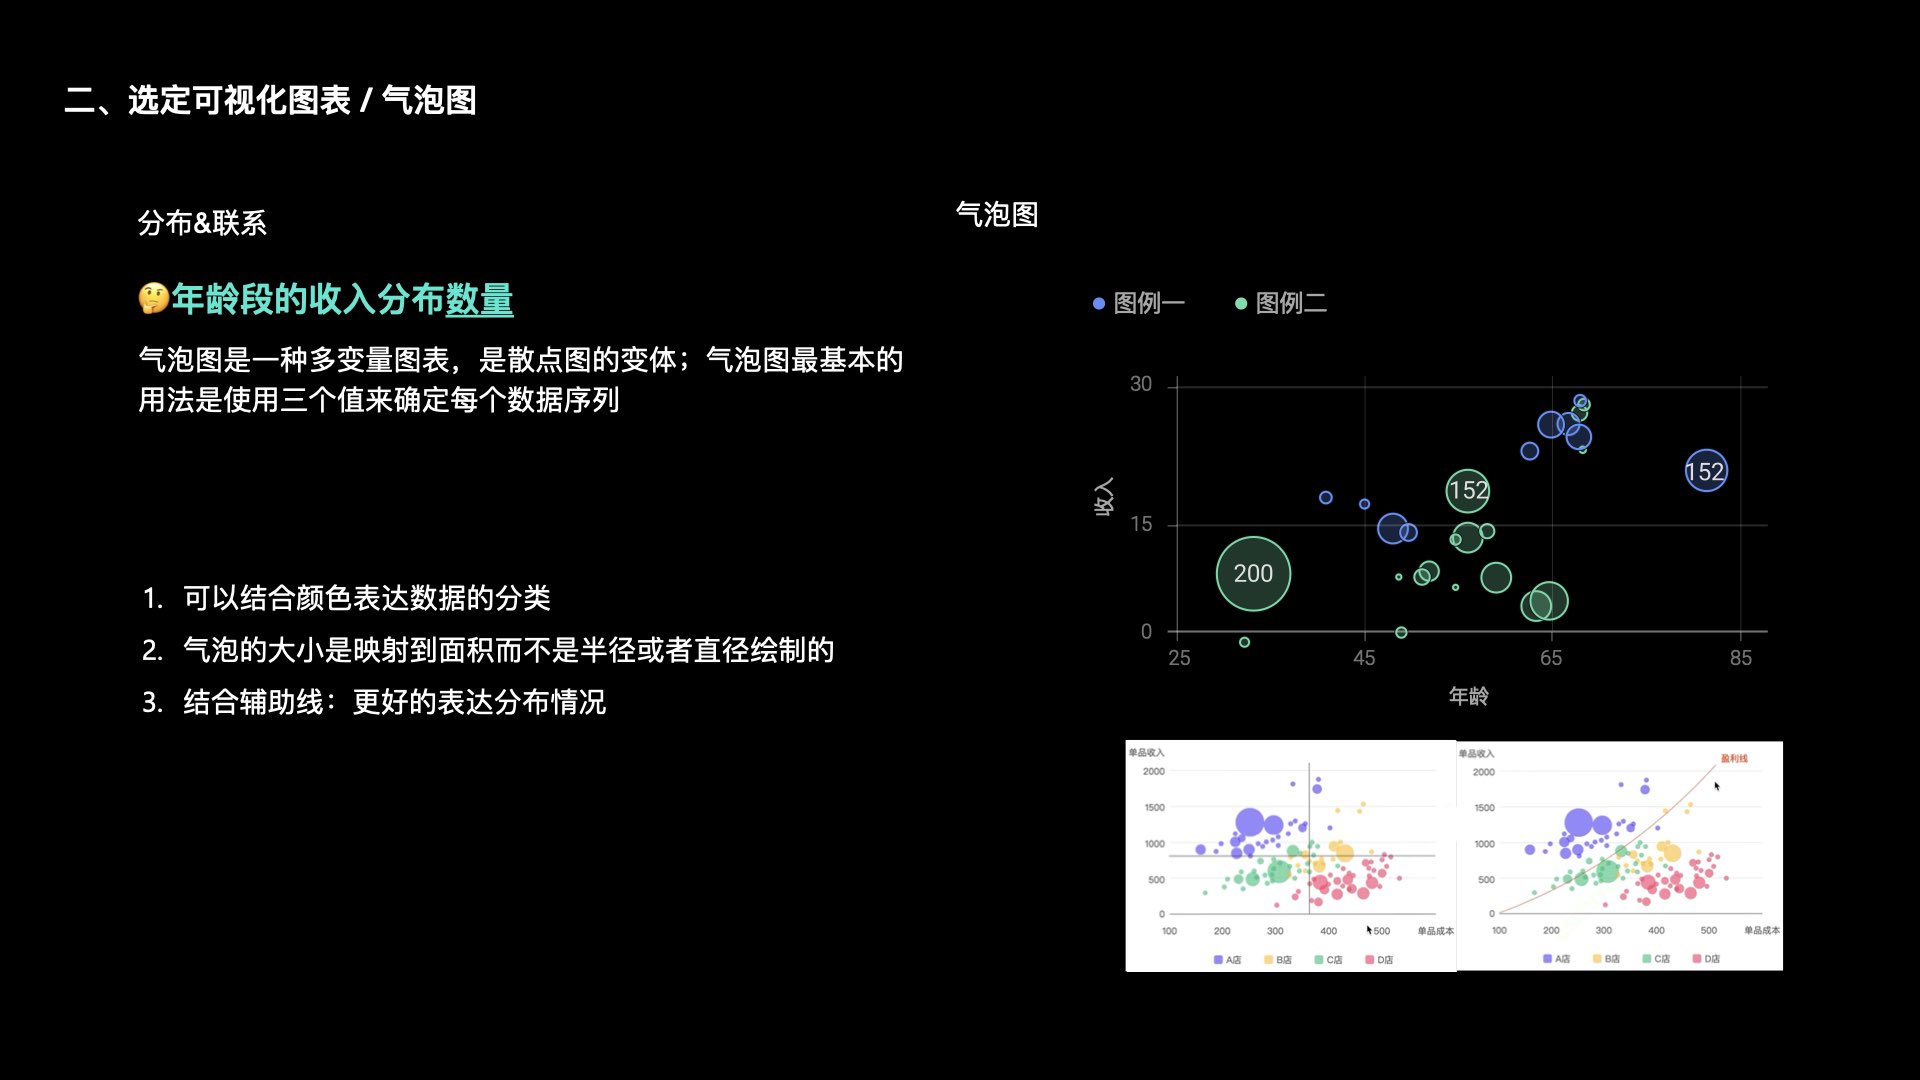 二、选定可视化图表 / 气泡图
分布&联系
🤔年龄段的收入分布数量
气泡图是一种多变量图表，是散点图的变体；气泡图最基本的
用法是使用三个值来确定每个数据序列
1. 可以结合颜色表达数据的分类
2. 气泡的大小是映射到面积而不是半径或者直径绘制的
3. 结合辅助线：更好的表达分布情况
气泡图
图例一 图例二
30
15
0
收入
200
152
152
25 45 65 85
年龄
单品收入
2000
1500
1000
500
0
100 200 300 400 500 单品成本
A店 B店 C店 D店
单品收入
盈利线
2000
1500
1000
500
0
100 200 300 400 500 单品成本
A店 B店 C店 D店